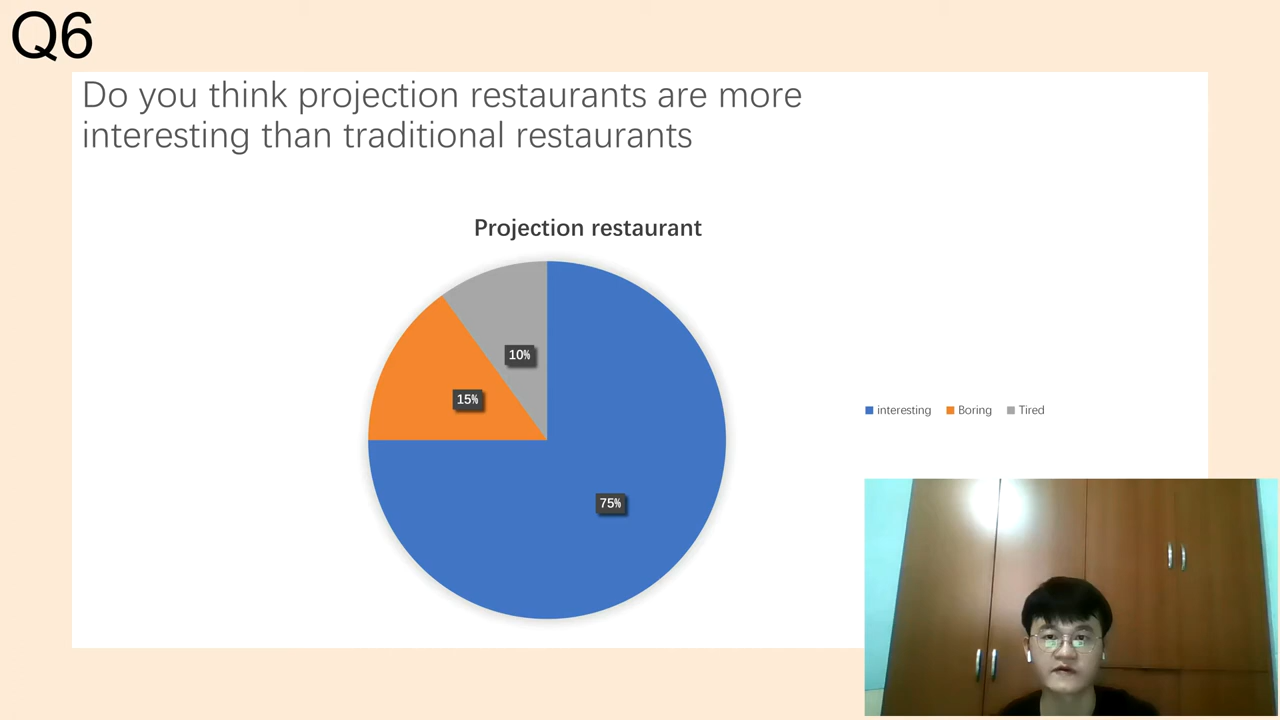 Q6
Do you think projection restaurants are more
interesting than traditional restaurants
Projection restaurant
10%
15%
75%
interesting Boring Tired